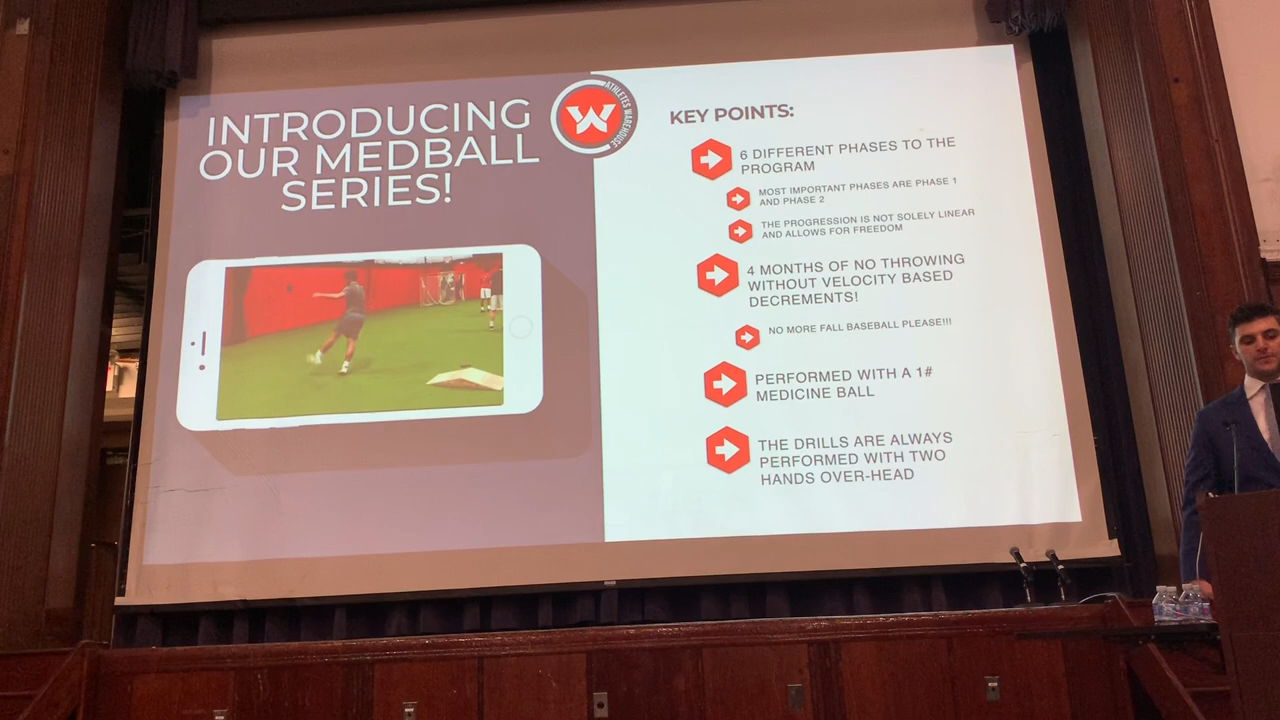 INTRODUCING
OUR MEDBALL
SERIES!
ATHLETES WAREHOUSE
W
KEY POINTS:
6 DIFFERENT PHASES TO THE
PROGRAM
MOST IMPORTANT PHASES ARE PHASE 1
AND PHASE 2
THE PROGRESSION IS NOT SOLELY LINEAR
AND ALLOWS FOR FREEDOM
4 MONTHS OF NO THROWING
WITHOUT VELOCITY BASED
DECREMENTS!
NO MORE FALL BASEBALL PLEASE!!!
PERFORMED WITH A 1#
MEDICINE BALL
THE DRILLS ARE ALWAYS
PERFORMED WITH TWO
HANDS OVER-HEAD